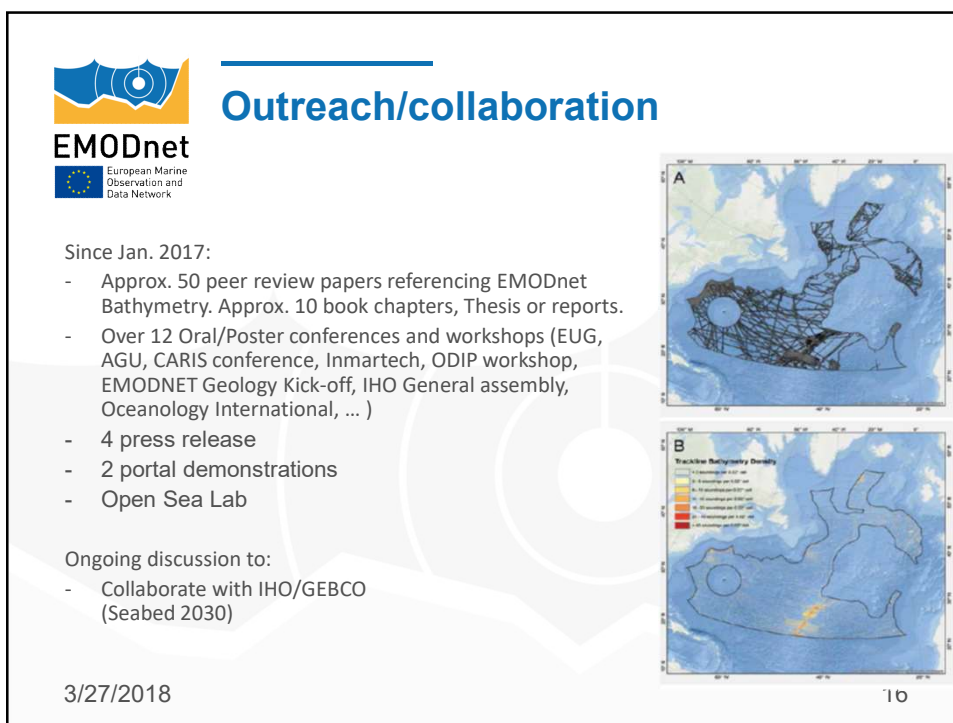 EMODnet
European Marine
Observation and
Data Network
Outreach/collaboration
Since Jan. 2017:
- Approx. 50 peer review papers referencing EMODnet
Bathymetry. Approx. 10 book chapters, Thesis or reports.
- Over 12 Oral/Poster conferences and workshops (EUG,
AGU, CARIS conference, Inmartech, ODIP workshop,
EMODNET Geology Kick-off, IHO General assembly,
Oceanology International, … )
- 4 press release
- 2 portal demonstrations
- Open Sea Lab
Ongoing discussion to:
- Collaborate with IHO/GEBCO
(Seabed 2030)
A
B
Trackline Bathymetry Density
3/27/2018
16